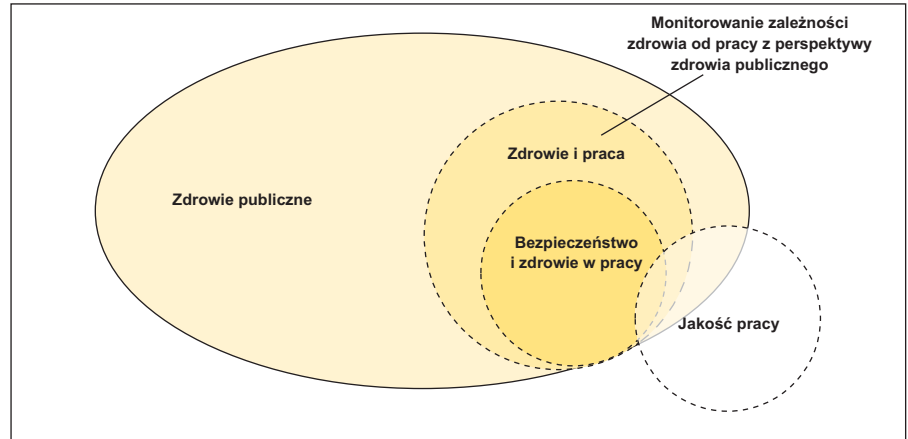 Monitorowanie zależności
zdrowia od pracy z perspektywy
zdrowia publicznego
Zdrowie i praca
Zdrowie publiczne
Bezpieczeństwo
i zdrowie w pracy
Jakość pracy